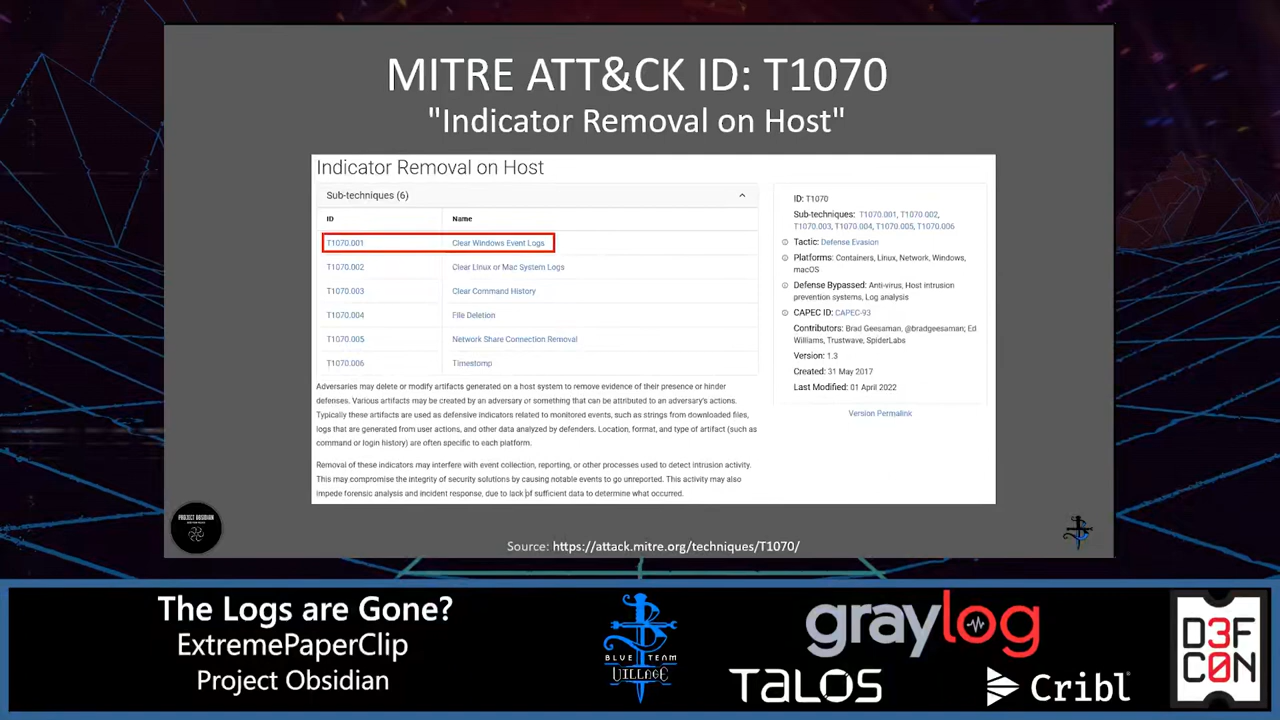 MITRE ATT&CK ID: T1070
"Indicator Removal on Host"
Indicator Removal on Host
Sub-techniques (6)
ID Name
T1070.001 Clear Windows Event Logs
T1070.002 Clear Linux or Mac System Logs
T1070.003 Clear Command History
T1070.004 File Deletion
T1070.005 Network Share Connection Removal
T1070.006 Timestomp
Adversaries may delete or modify artifacts generated on a host system to remove evidence of their presence or hinder
defenses. Various artifacts may be created by an adversary or something that can be attributed to an adversary's actions.
Typically these artifacts are used as defensive indicators related to monitored events, such as strings from downloaded files,
logs that are generated from user actions, and other data analyzed by defenders. Location, format, and type of artifact (such as
command or login history) are often specific to each platform.
Removal of these indicators may interfere with event collection, reporting, or other processes used to detect intrusion activity.
This may compromise the integrity of security solutions by causing notable events to go unreported. This activity may also
impede forensic analysis and incident response, due to lack of sufficient data to determine what occurred.
ID: T1070
Sub-techniques: T1070.001, T1070.002,
T1070.003, T1070.004, T1070.005, T1070.006
Tactic: Defense Evasion
Platforms: Containers, Linux, Network, Windows,
macOS
Defense Bypassed: Anti-virus, Host intrusion
prevention systems, Log analysis
CAPEC ID: CAPEC-93
Contributors: Brad Geesaman, @bradgeesaman; Ed
Williams, Trustwave, SpiderLabs
Version: 1.3
Created: 31 May 2017
Last Modified: 01 April 2022
Version Permalink
PROJECT OBSIDIAN
Source: https://attack.mitre.org/techniques/T1070/
The Logs are Gone?
ExtremePaperClip
Project Obsidian
BLUE TEAM
VILLAGE
graylog
TALOS
Cribl
D3F
C0N